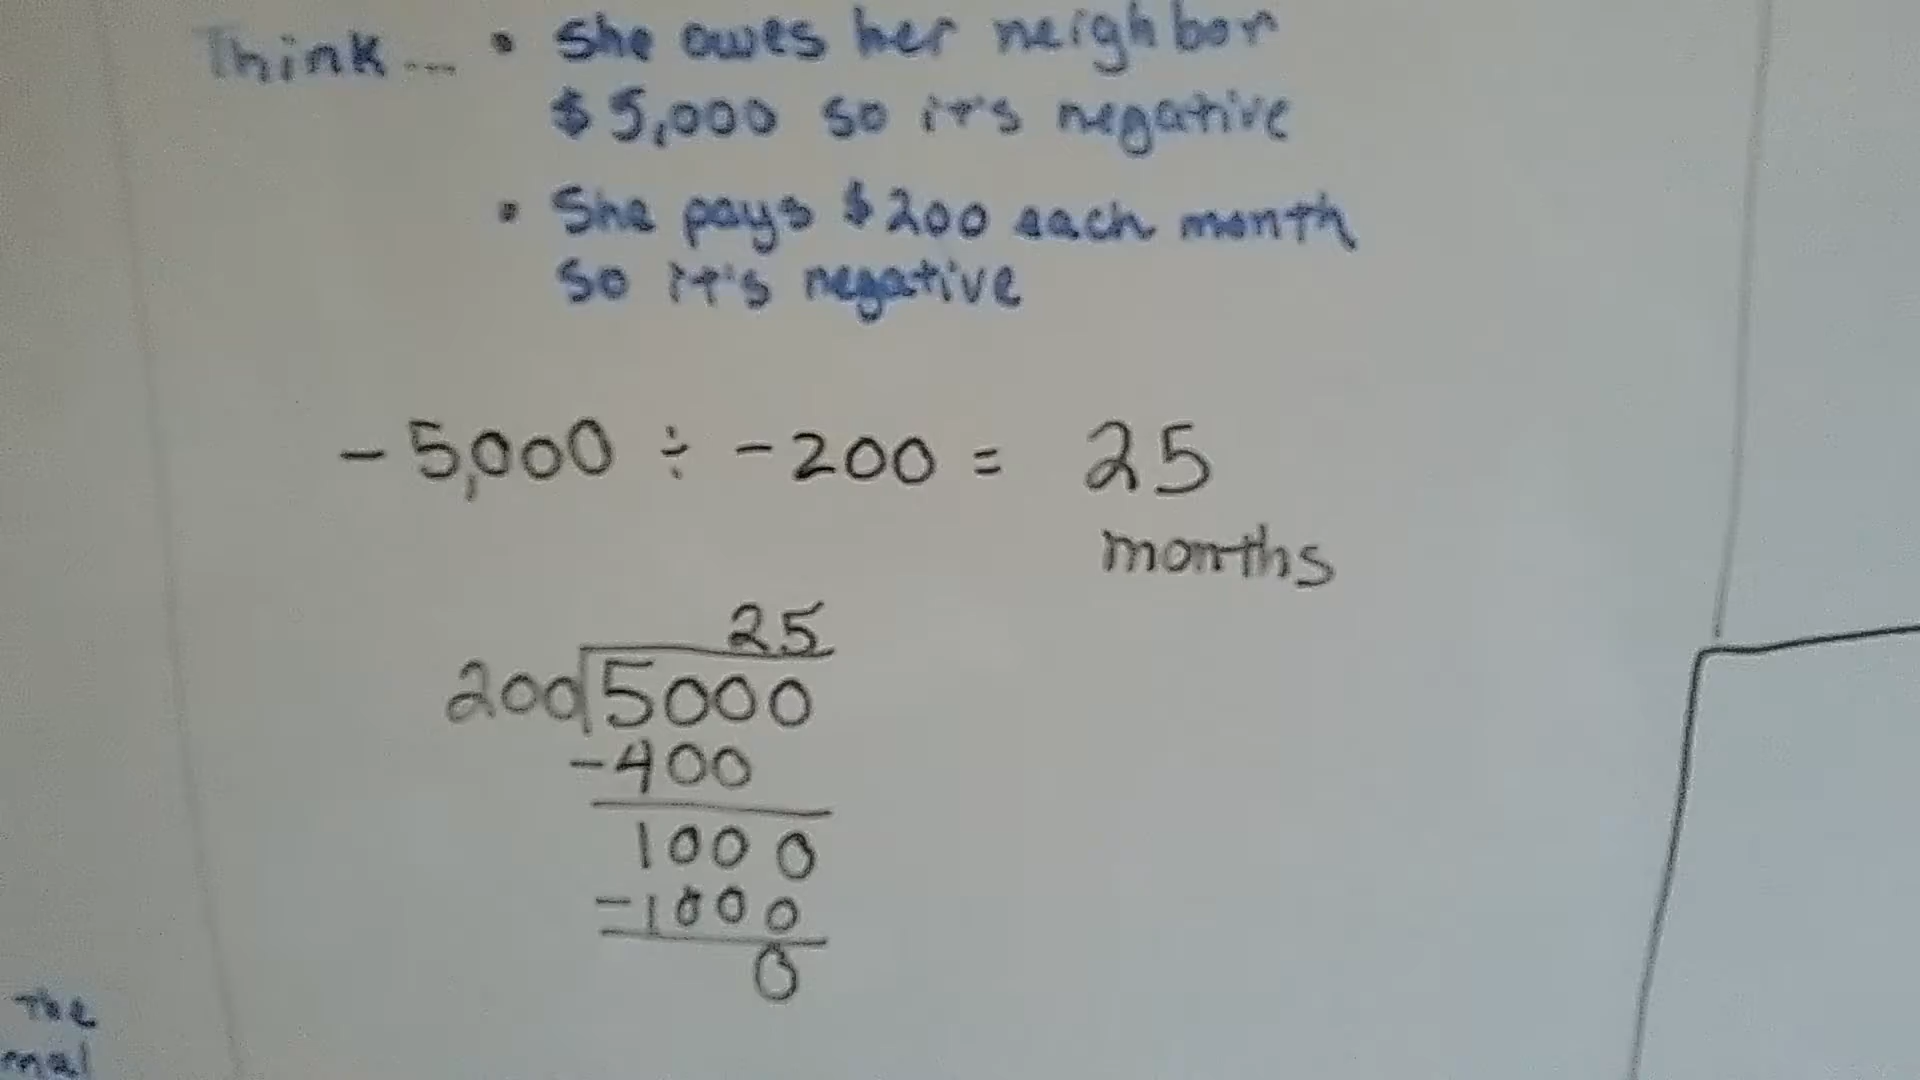 Think... • She owes her neighbor
$5,000 so it's negative
• She pays $200 each month
so it's negative
-5,000 ÷ -200 = 25
months
25
200)5000
-400
1000
-1000
0
The
mal